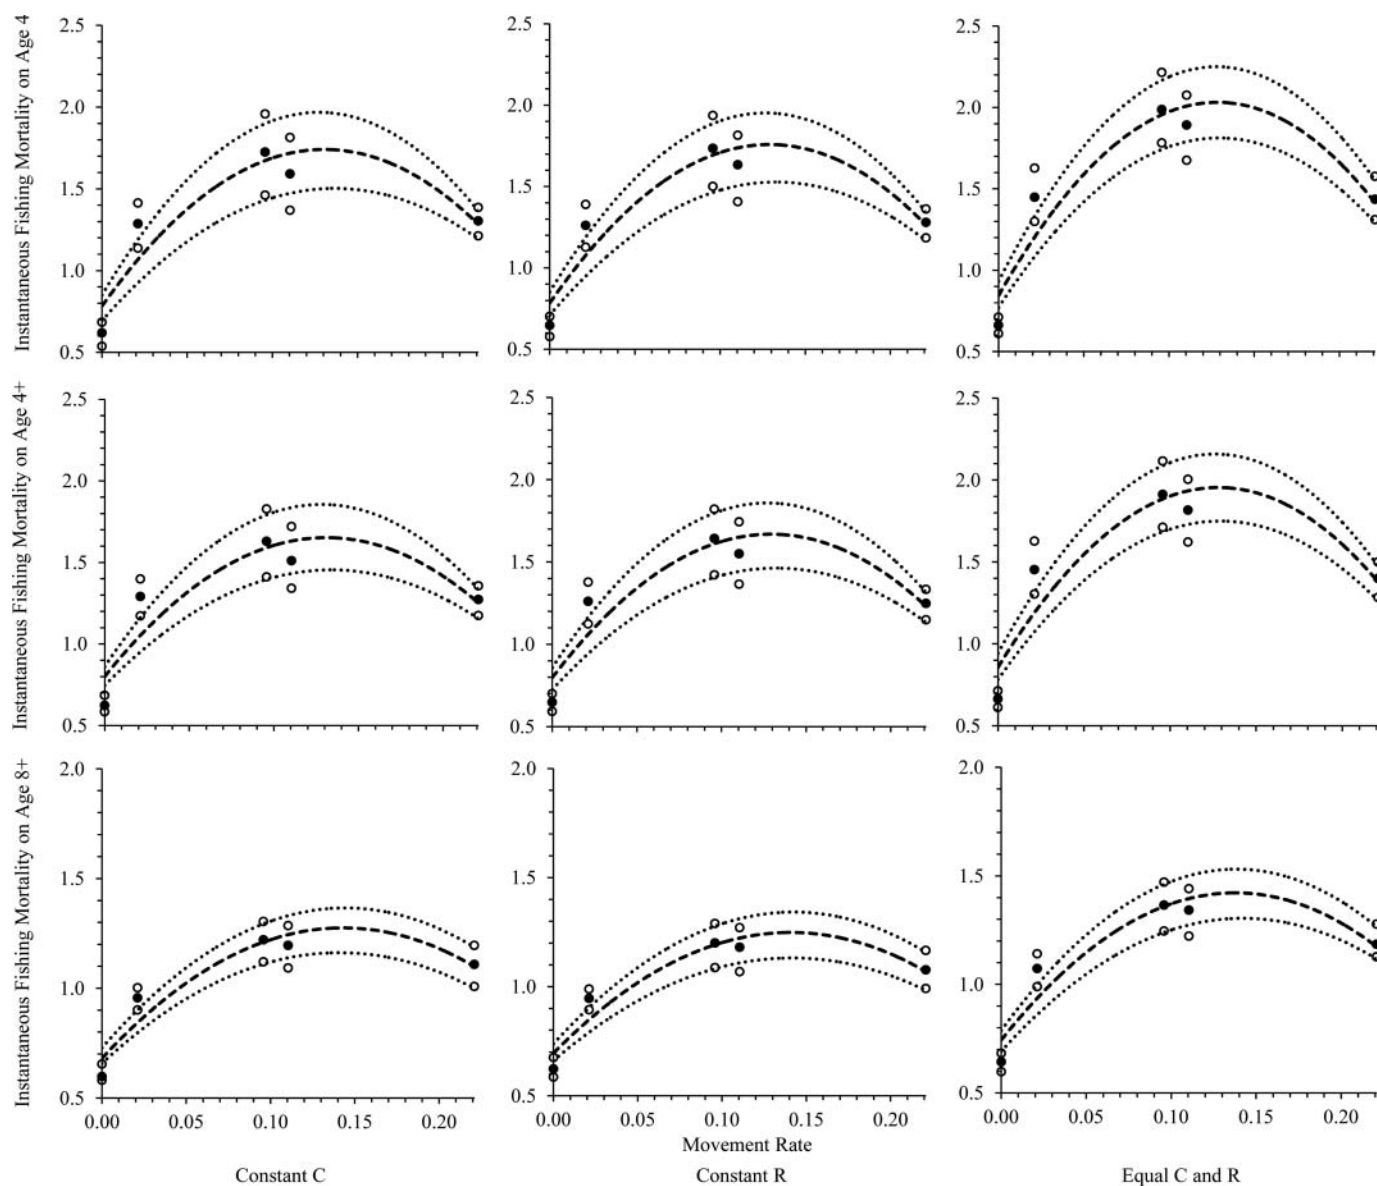 Instantaneous Fishing Mortality on Age 4
2.5 2.5 2.5
2.0 2.0 2.0
1.5 1.5 1.5
1.0 1.0 1.0
0.5 0.5 0.5
Instantaneous Fishing Mortality on Age 4+
2.5 2.5 2.5
2.0 2.0 2.0
1.5 1.5 1.5
1.0 1.0 1.0
0.5 0.5 0.5
Instantaneous Fishing Mortality on Age 8+
2.0 2.0 2.0
1.5 1.5 1.5
1.0 1.0 1.0
0.5 0.5 0.5
0.00 0.05 0.10 0.15 0.20 0.00 0.05 0.10 0.15 0.20 0.00 0.05 0.10 0.15 0.20
Movement Rate
Constant C Constant R Equal C and R